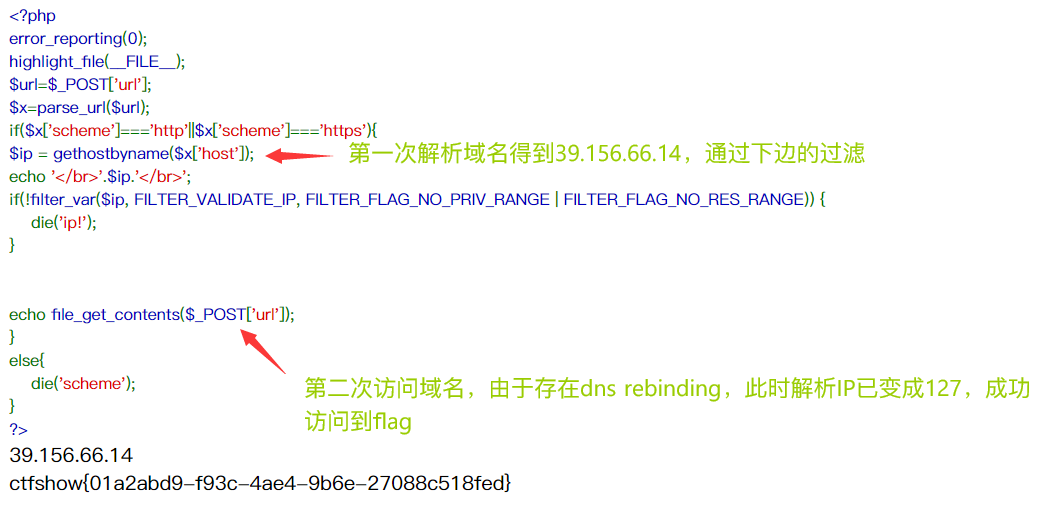 <?php
error_reporting(0);
highlight_file(__FILE__);
$url=$_POST['url'];
$x=parse_url($url);
if($x['scheme']==='http'||$x['scheme']==='https'){
$ip = gethostbyname($x['host']); 第一次解析域名得到39.156.66.14，通过下边的过滤
echo '</br>'.$ip.'</br>';
if(!filter_var($ip, FILTER_VALIDATE_IP, FILTER_FLAG_NO_PRIV_RANGE | FILTER_FLAG_NO_RES_RANGE)) {
die('ip!');
}
echo file_get_contents($_POST['url']);
}
else{
die('scheme');
}
?>
第二次访问域名，由于存在dns rebinding，此时解析IP已变成127，成功
访问到flag
39.156.66.14
ctfshow{01a2abd9-f93c-4ae4-9b6e-27088c518fed}